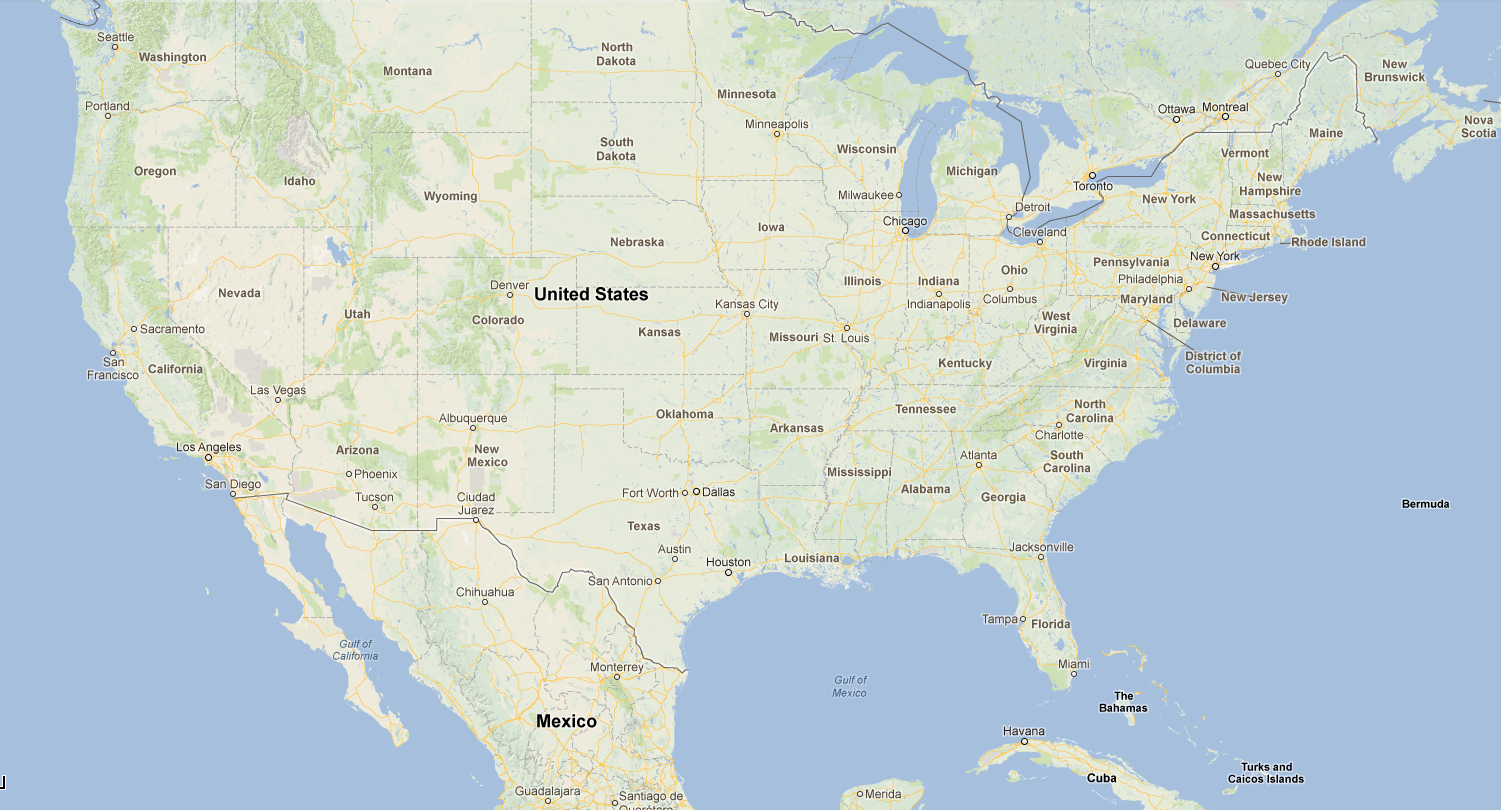 Seattle
Washington
Montana
North
Dakota
Minnesota
Quebec City
New
Brunswick
Portland
Minneapolis
Ottawa
Montreal
Nova
Scotia
Maine
South
Dakota
Wisconsin
Vermont
Oregon
Idaho
Michigan
New
Hampshire
Toronto
Wyoming
Milwaukee
New York
Detroit
Massachusetts
Chicago
Iowa
Cleveland
Connecticut
Rhode Island
Nebraska
New York
Pennsylvania
Ohio
Philadelphia
Nevada
Denver
United States
Illinois
Indiana
Indianapolis
Columbus
Maryland
New Jersey
Kansas City
Utah
Colorado
West
Virginia
Delaware
Sacramento
Kansas
Missouri
St. Louis
San
Francisco
California
Kentucky
Virginia
District of
Columbia
Las Vegas
Albuquerque
Oklahoma
Arkansas
Tennessee
North
Carolina
Charlotte
Los Angeles
Arizona
New
Mexico
Atlanta
South
Carolina
Phoenix
Mississippi
San Diego
Tucson
Ciudad
Juarez
Fort Worth
Dallas
Alabama
Georgia
Bermuda
Texas
Austin
Houston
Louisiana
Jacksonville
San Antonio
Chihuahua
Tampa
Florida
Gulf of
California
Monterrey
Miami
Gulf of
Mexico
The
Bahamas
Mexico
Havana
Cuba
Turks and
Caicos Islands
Guadalajara
Santiago de
Querétaro
Merida